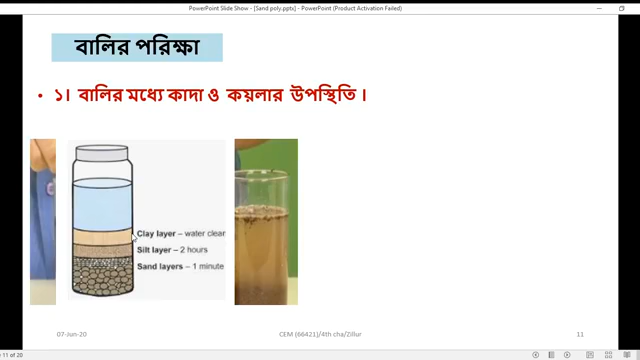 PowerPoint Slide Show - [Sand poly.pptx] - PowerPoint (Product Activation Failed)
বালির পরিক্ষা
• ১। বালির মধ্যে কাদা ও কয়লার উপস্থিতি ।
Clay layer – water clear
Silt layer – 2 hours
Sand layers – 1 minute
07-Jun-20
CEM (66421)/4th cha/Zillur
11
11 of 20